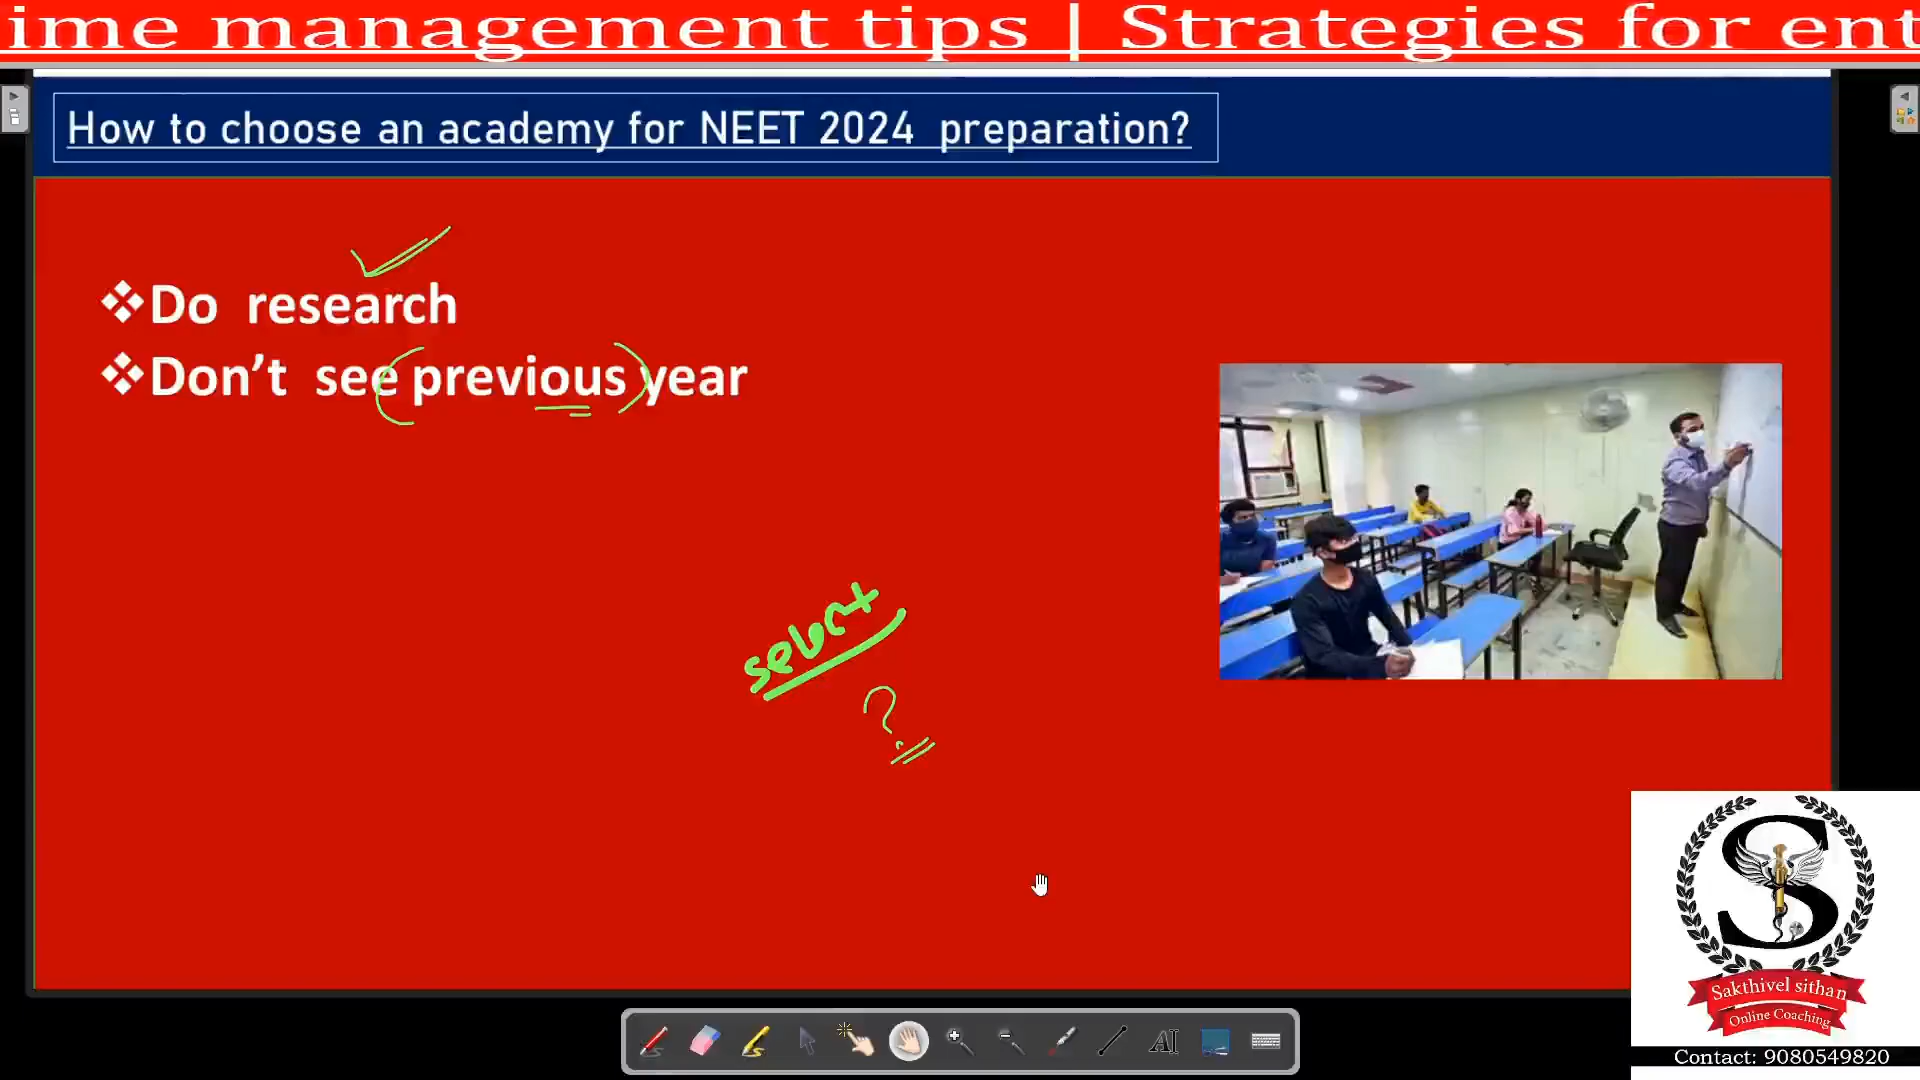 ime management tips | Strategies for ent
How to choose an academy for NEET 2024 preparation?
❖Do research
❖Don't see (previous) year
select
?
S
Sakthivel sithan
Online Coaching
Contact: 9080549820
AI